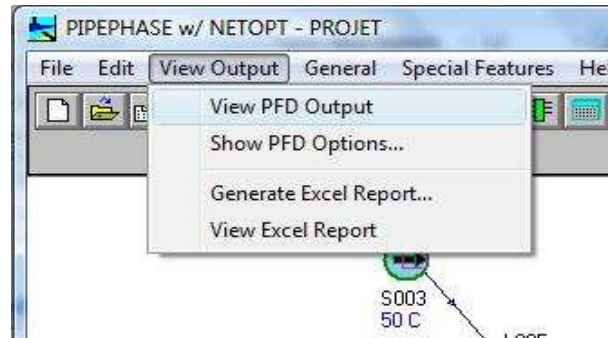 PIPEPHASE w/ NETOPT - PROJET
File Edit View Output General Special Features
View PFD Output
Show PFD Options...
Generate Excel Report...
View Excel Report
S003
50 C